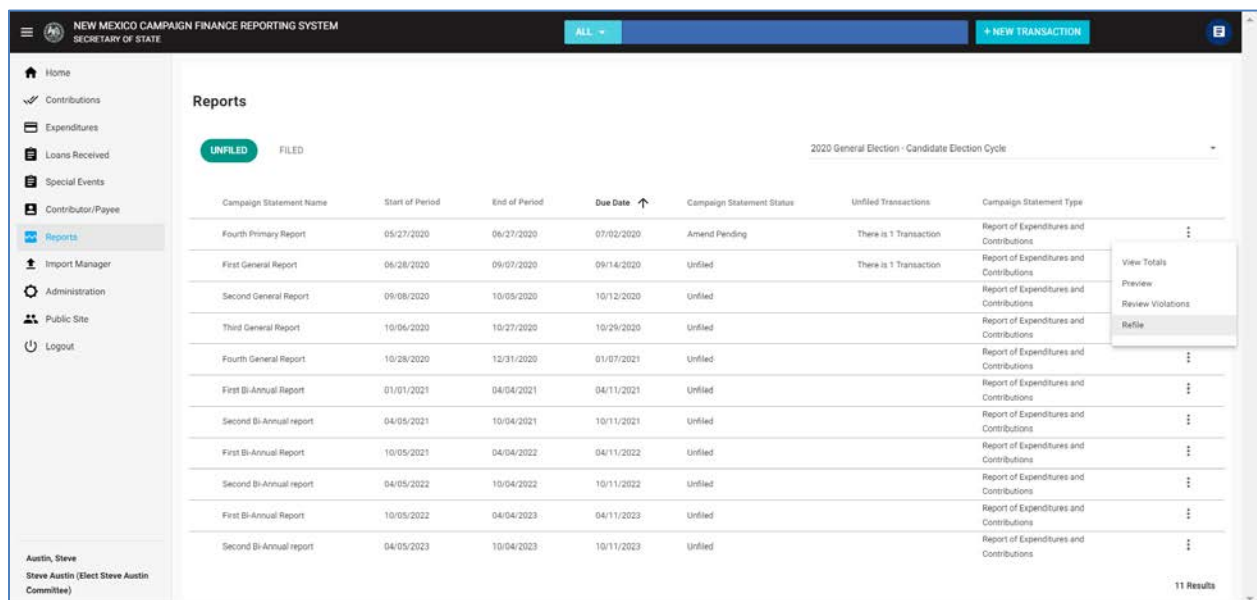 NEW MEXICO CAMPAIGN FINANCE REPORTING SYSTEM
SECRETARY OF STATE
ALL
+ NEW TRANSACTION
Home
Contributions
Expenditures
Loans Received
Special Events
Contributor/Payee
Reports
Import Manager
Administration
Public Site
Logout
Austin, Steve
Steve Austin (Elect Steve Austin
Committee)
Reports
UNFILED FILED
2020 General Election - Candidate Election Cycle
Campaign Statement Name Start of Period End of Period Due Date ↑ Campaign Statement Status Unfiled Transactions Campaign Statement Type
Fourth Primary Report 05/27/2020 06/27/2020 07/02/2020 Amend Pending There is 1 Transaction Report of Expenditures and
Contributions
First General Report 06/28/2020 09/07/2020 09/14/2020 Unfiled There is 1 Transaction Report of Expenditures and
Contributions
Second General Report 09/08/2020 10/05/2020 10/12/2020 Unfiled Report of Expenditures and
Contributions
Third General Report 10/06/2020 10/27/2020 10/29/2020 Unfiled Report of Expenditures and
Contributions
Fourth General Report 10/28/2020 12/31/2020 01/07/2021 Unfiled Report of Expenditures and
Contributions
First Bi-Annual Report 01/01/2021 04/04/2021 04/11/2021 Unfiled Report of Expenditures and
Contributions
Second Bi-Annual report 04/05/2021 10/04/2021 10/11/2021 Unfiled Report of Expenditures and
Contributions
First Bi-Annual Report 10/05/2021 04/04/2022 04/11/2022 Unfiled Report of Expenditures and
Contributions
Second Bi-Annual report 04/05/2022 10/04/2022 10/11/2022 Unfiled Report of Expenditures and
Contributions
First Bi-Annual Report 10/05/2022 04/04/2023 04/11/2023 Unfiled Report of Expenditures and
Contributions
Second Bi-Annual report 04/05/2023 10/04/2023 10/11/2023 Unfiled Report of Expenditures and
Contributions
View Totals
Preview
Review Violations
Refile
11 Results